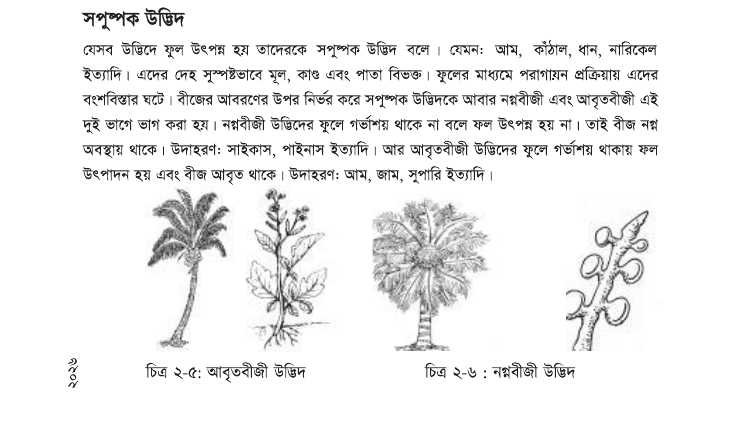 সপুষ্পক উদ্ভিদ
যেসব উদ্ভিদে ফুল উৎপন্ন হয় তাদেরকে সপুষ্পক উদ্ভিদ বলে। যেমন: আম, কাঁঠাল, ধান, নারিকেল
ইত্যাদি। এদের দেহ সুস্পষ্টভাবে মূল, কাণ্ড এবং পাতা বিভক্ত। ফুলের মাধ্যমে পরাগায়ন প্রক্রিয়ায় এদের
বংশবিস্তার ঘটে। বীজের আবরণের উপর নির্ভর করে সপুষ্পক উদ্ভিদকে আবার নগ্নবীজী এবং আবৃতবীজী এই
দুই ভাগে ভাগ করা হয়। নগ্নবীজী উদ্ভিদের ফুলে গর্ভাশয় থাকে না বলে ফল উৎপন্ন হয় না। তাই বীজ নগ্ন
অবস্থায় থাকে। উদাহরণ: সাইকাস, পাইনাস ইত্যাদি। আর আবৃতবীজী উদ্ভিদের ফুলে গর্ভাশয় থাকায় ফল
উৎপাদন হয় এবং বীজ আবৃত থাকে। উদাহরণ: আম, জাম, সুপারি ইত্যাদি।
চিত্র ২-৫: আবৃতবীজী উদ্ভিদ
চিত্র ২-৬ : নগ্নবীজী উদ্ভিদ
২০২৬